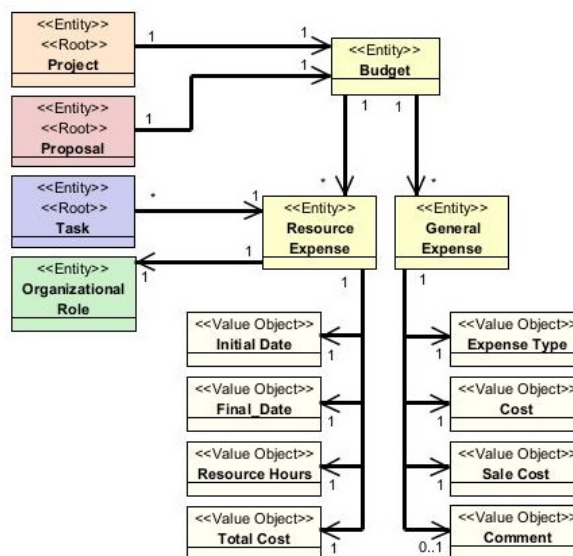 <<Entity>>
<<Root>>
Project
1
1
<<Entity>>
Budget
<<Entity>>
<<Root>>
Proposal
1
1
1
1
*
*
<<Entity>>
<<Root>>
Task
*
1
<<Entity>>
Resource
Expense
<<Entity>>
General
Expense
<<Entity>>
Organizational
Role
1
1
1
1
<<Value Object>>
Initial Date
1
<<Value Object>>
Expense Type
1
<<Value Object>>
Final_Date
1
<<Value Object>>
Cost
1
<<Value Object>>
Resource Hours
1
<<Value Object>>
Sale Cost
1
<<Value Object>>
Total Cost
1
<<Value Object>>
Comment
0..1